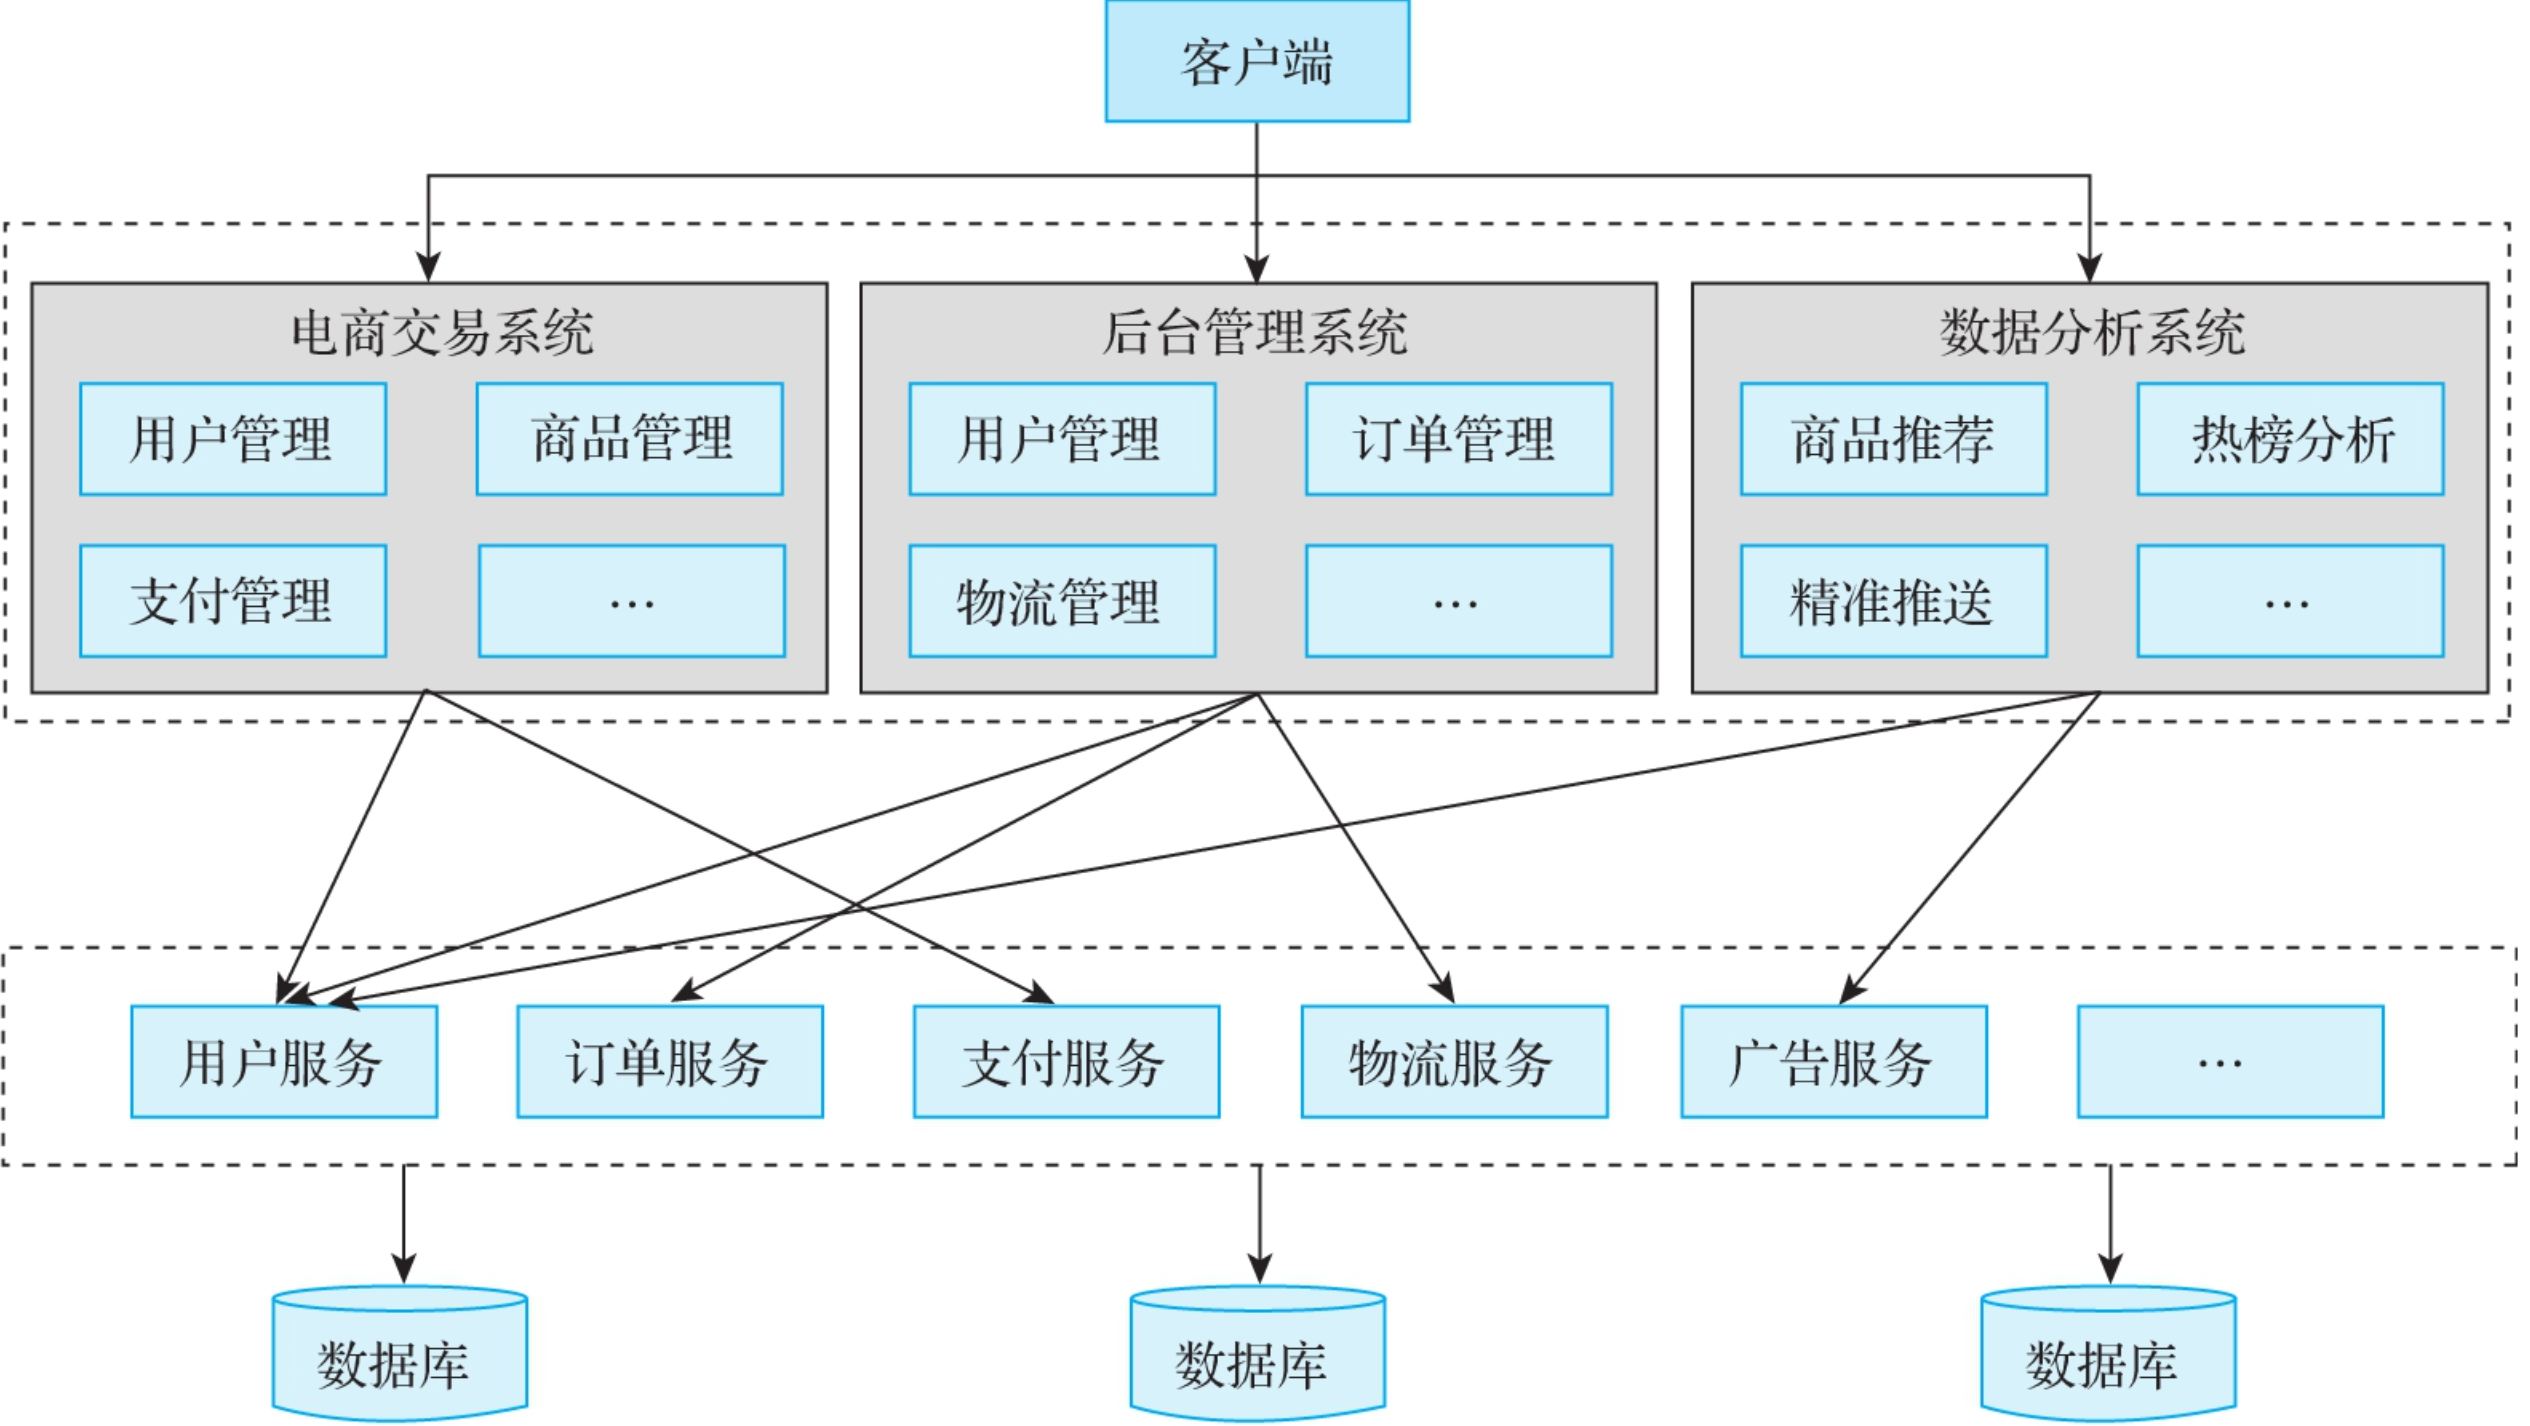 客户端
电商交易系统
用户管理
商品管理
支付管理
…
后台管理系统
用户管理
订单管理
物流管理
…
数据分析系统
商品推荐
热榜分析
精准推送
…
用户服务
订单服务
支付服务
物流服务
广告服务
…
数据库
数据库
数据库